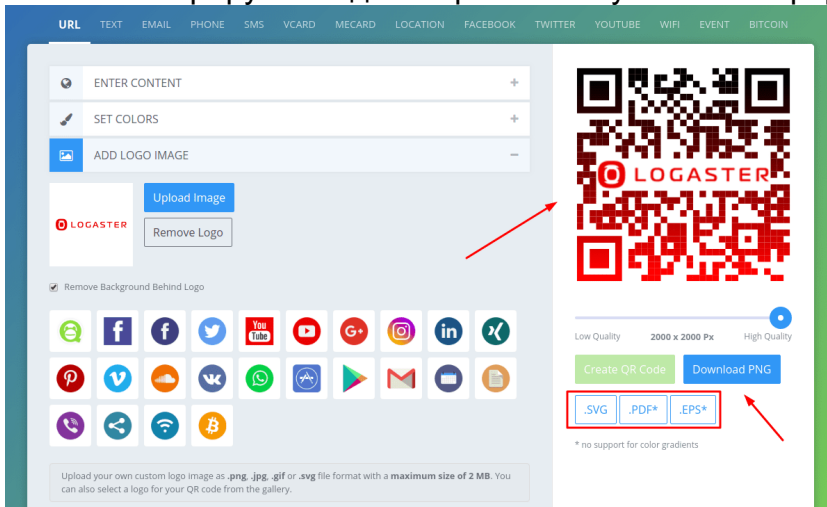 URL TEXT EMAIL PHONE SMS VCARD MECARD LOCATION FACEBOOK TWITTER YOUTUBE WIFI EVENT BITCOIN
ENTER CONTENT +
SET COLORS +
ADD LOGO IMAGE −
LOGASTER
Upload Image
Remove Logo
Remove Background Behind Logo
You
Tube
Upload your own custom logo image as .png, .jpg, .gif or .svg file format with a maximum size of 2 MB. You
can also select a logo for your QR code from the gallery.
LOGASTER
Low Quality 2000 x 2000 Px High Quality
Create QR Code Download PNG
.SVG .PDF* .EPS*
* no support for color gradients